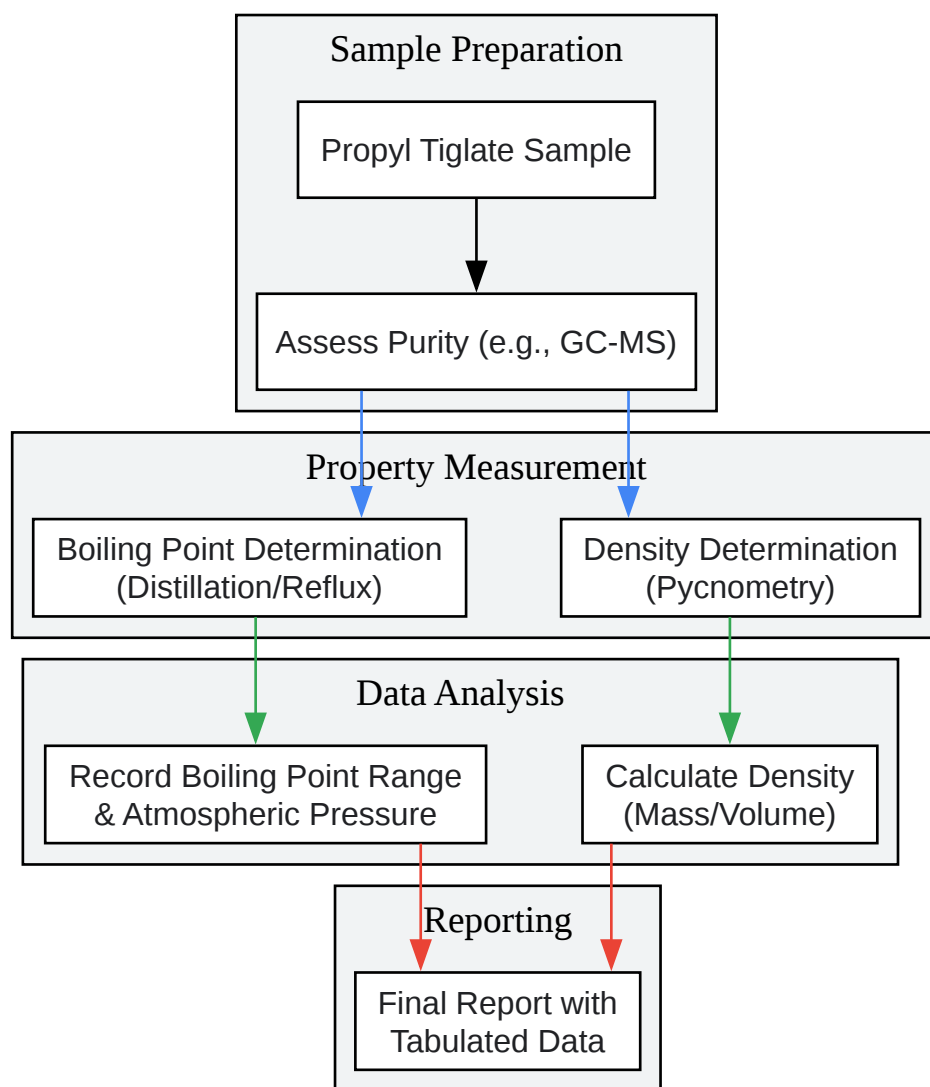 Sample Preparation
Propyl Tiglate Sample
Assess Purity (e.g., GC-MS)
Property Measurement
Boiling Point Determination
(Distillation/Reflux)
Density Determination
(Pycnometry)
Data Analysis
Record Boiling Point Range
& Atmospheric Pressure
Calculate Density
(Mass/Volume)
Reporting
Final Report with
Tabulated Data